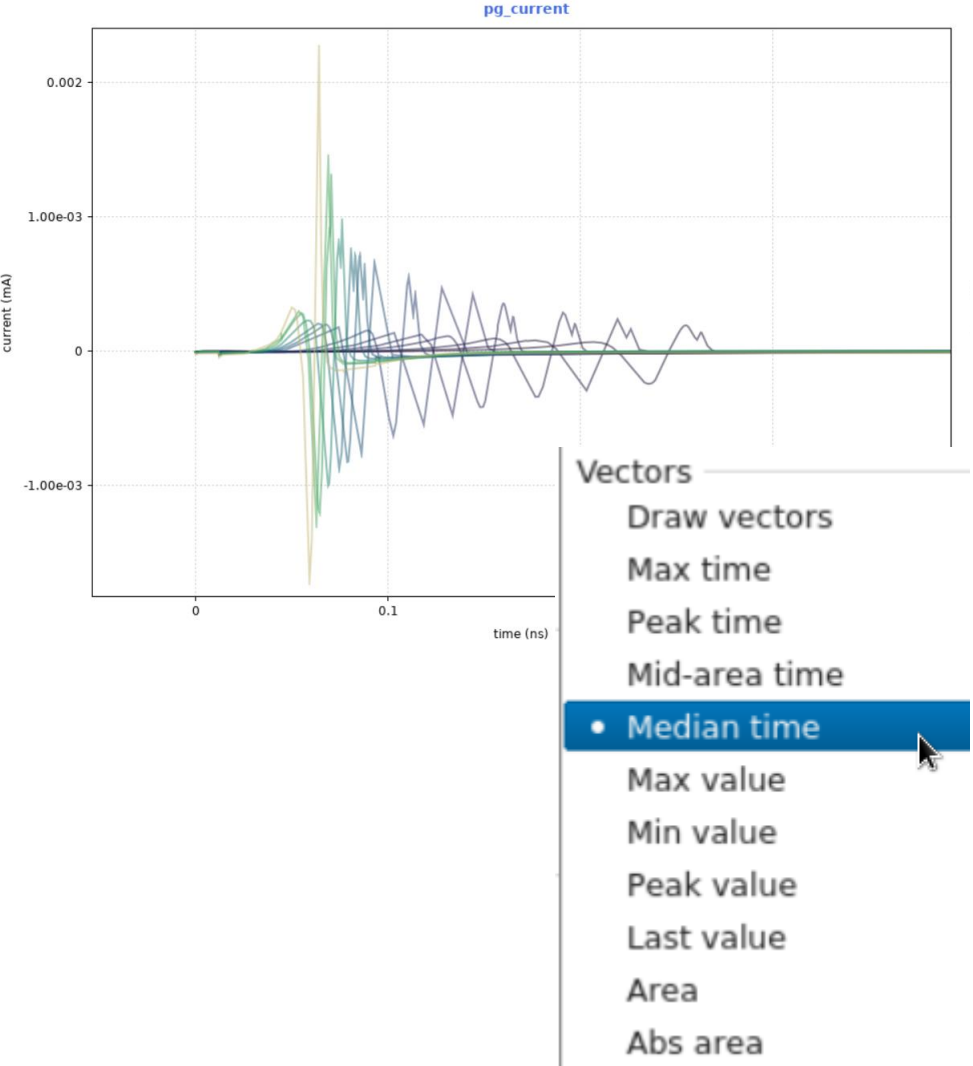 pg_current
0.002
1.00e-03
0
-1.00e-03
current (mA)
0
0.1
time (ns)
Vectors
Draw vectors
Max time
Peak time
Mid-area time
Median time
Max value
Min value
Peak value
Last value
Area
Abs area